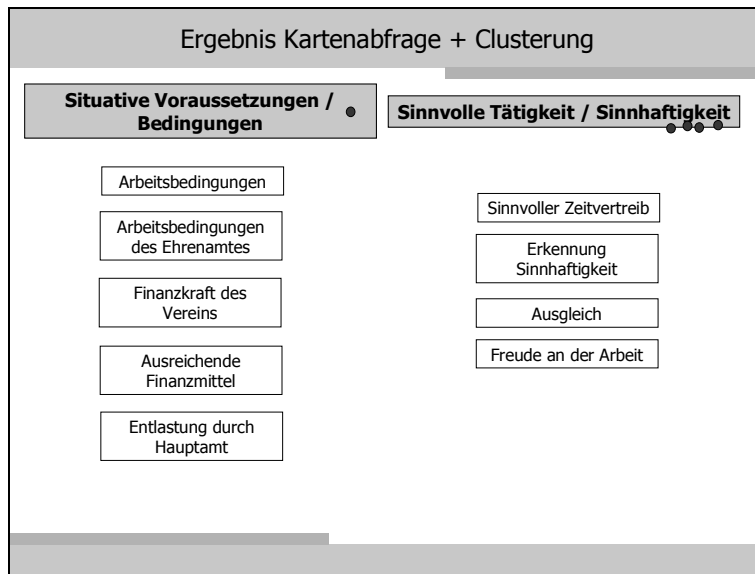 Ergebnis Kartenabfrage + Clusterung
Situative Voraussetzungen /
Bedingungen
Arbeitsbedingungen
Arbeitsbedingungen
des Ehrenamtes
Finanzkraft des
Vereins
Ausreichende
Finanzmittel
Entlastung durch
Hauptamt
Sinnvolle Tätigkeit / Sinnhaftigkeit
Sinnvoller Zeitvertreib
Erkennung
Sinnhaftigkeit
Ausgleich
Freude an der Arbeit